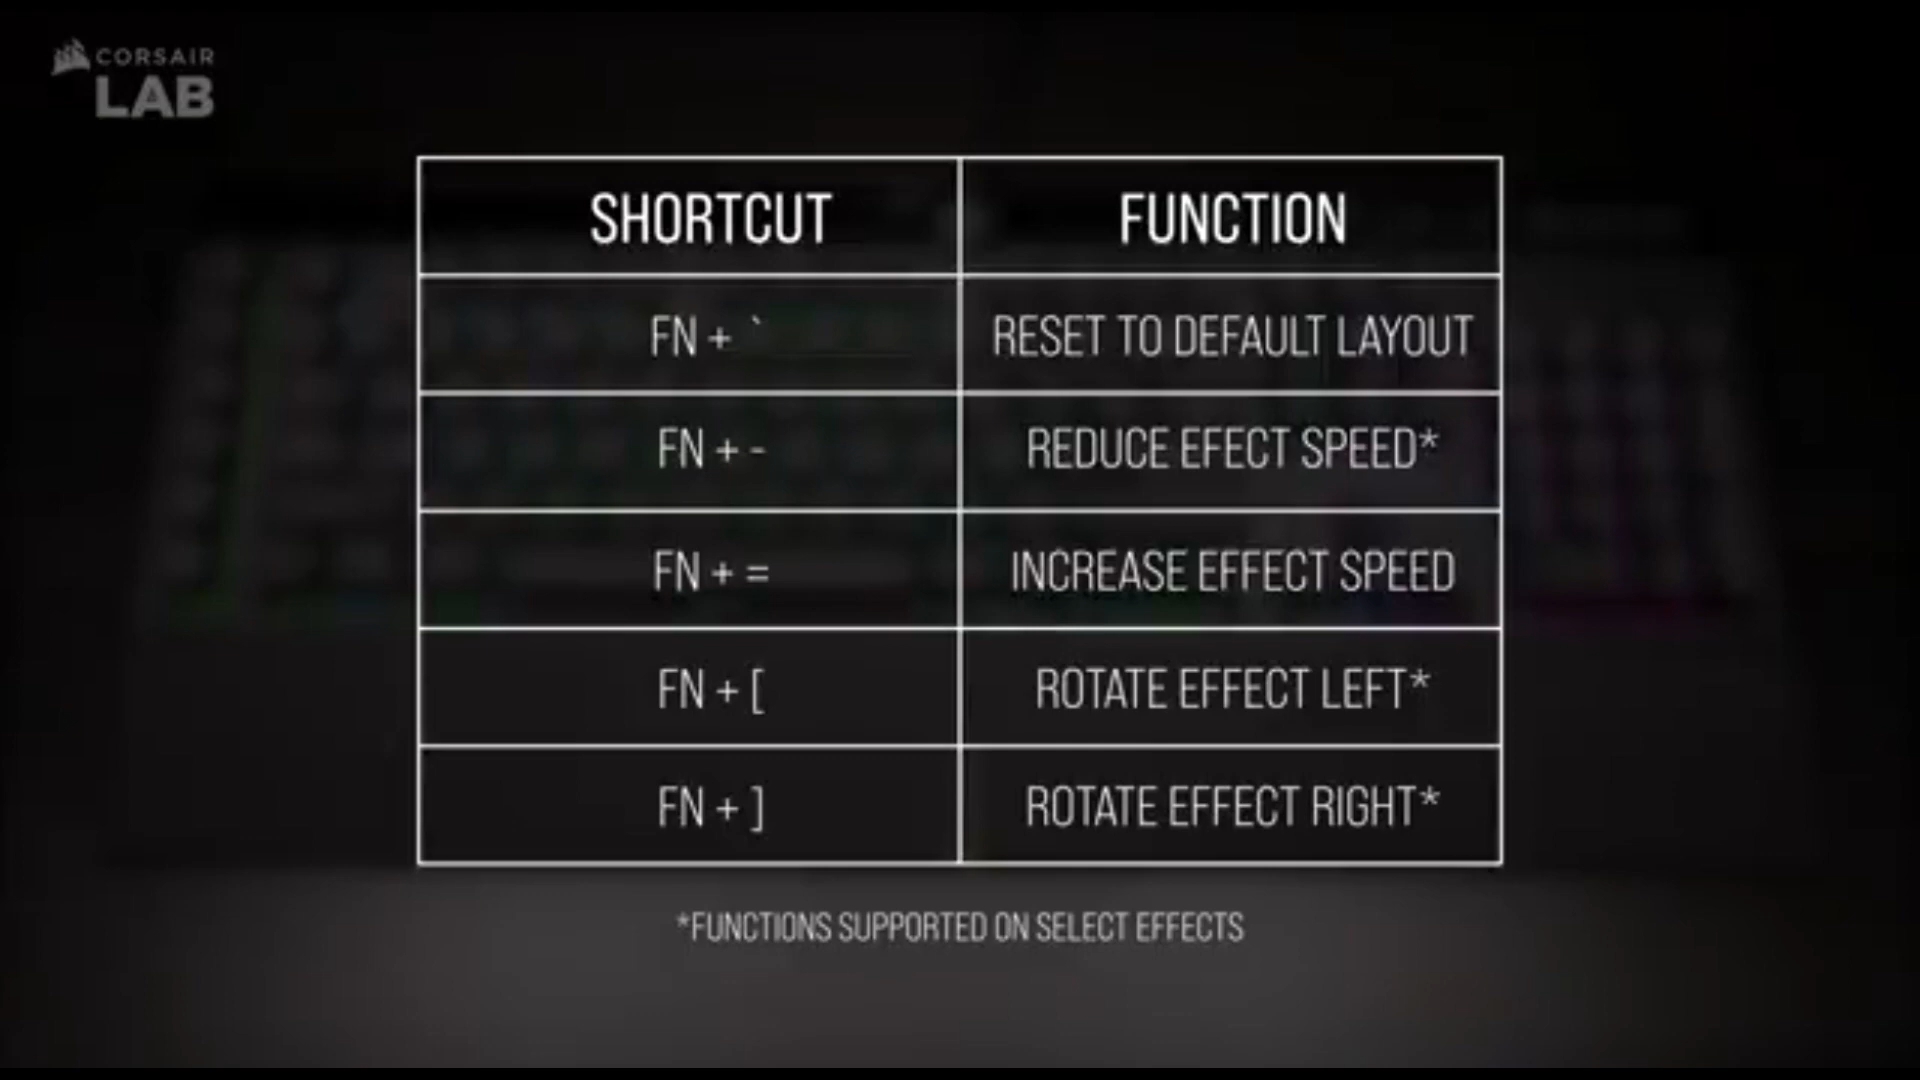 CORSAIR
LAB
SHORTCUT FUNCTION
FN + ` RESET TO DEFAULT LAYOUT
FN + - REDUCE EFECT SPEED*
FN + = INCREASE EFFECT SPEED
FN + [ ROTATE EFFECT LEFT*
FN + ] ROTATE EFFECT RIGHT*
*FUNCTIONS SUPPORTED ON SELECT EFFECTS